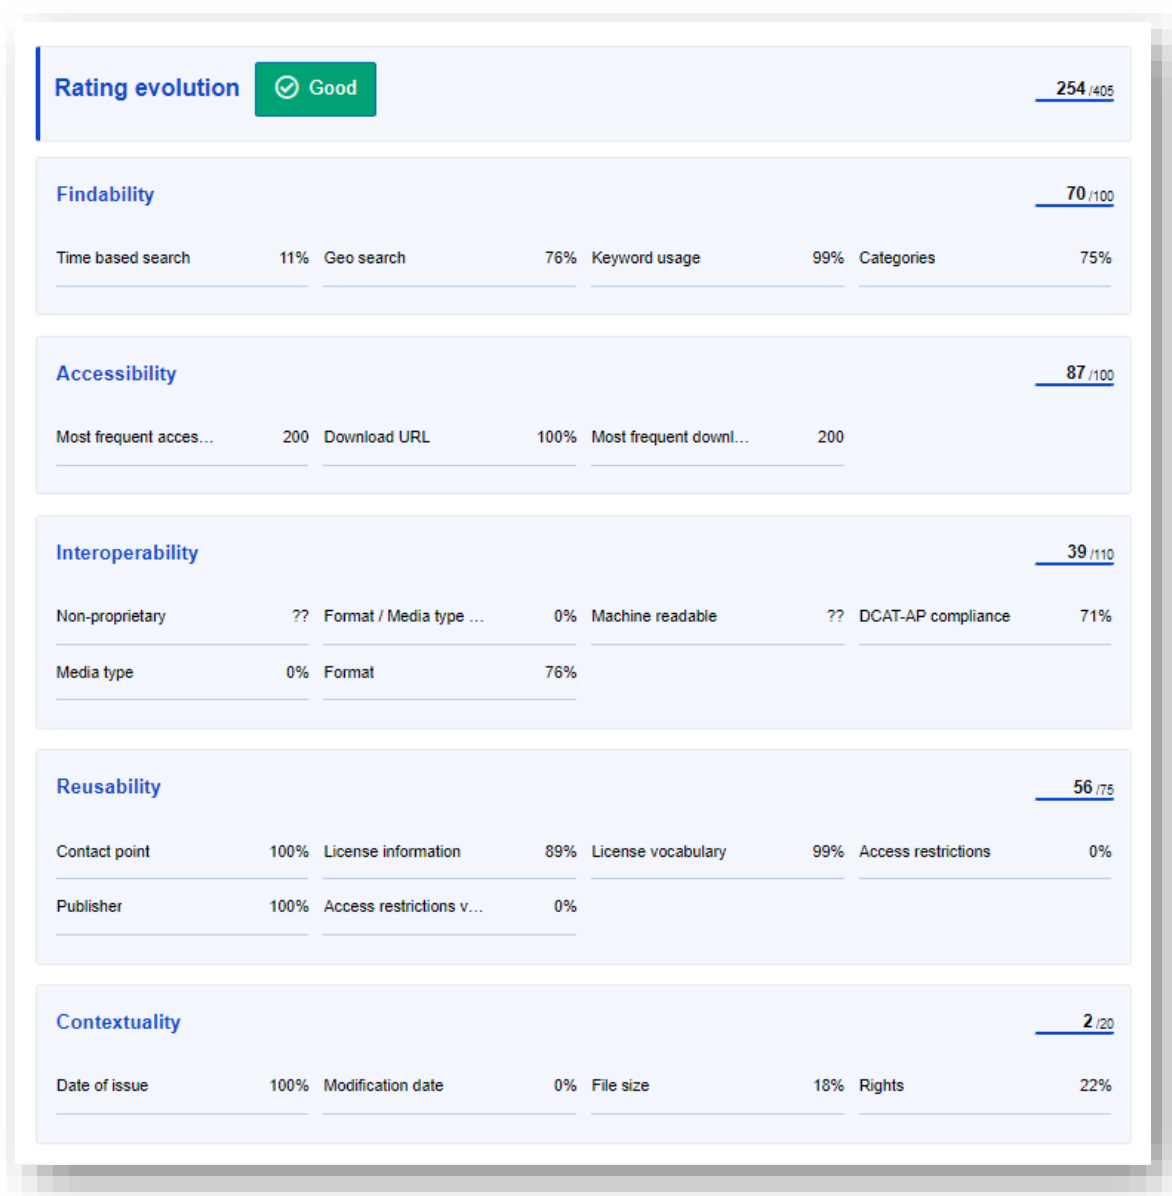 Rating evolution Good 254 /405
Findability 70 /100
Time based search 11% Geo search 76% Keyword usage 99% Categories 75%
Accessibility 87 /100
Most frequent acces... 200 Download URL 100% Most frequent downl... 200
Interoperability 39 /110
Non-proprietary ?? Format / Media type ... 0% Machine readable ?? DCAT-AP compliance 71%
Media type 0% Format 76%
Reusability 56 /75
Contact point 100% License information 89% License vocabulary 99% Access restrictions 0%
Publisher 100% Access restrictions v... 0%
Contextuality 2 /20
Date of issue 100% Modification date 0% File size 18% Rights 22%